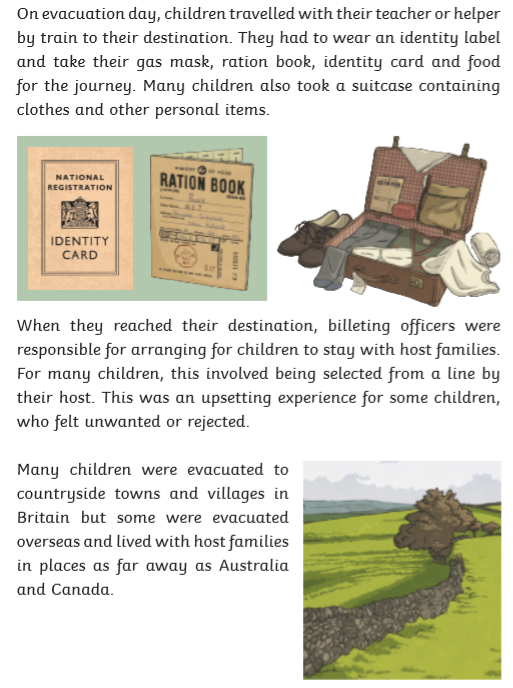 On evacuation day, children travelled with their teacher or helper
by train to their destination. They had to wear an identity label
and take their gas mask, ration book, identity card and food
for the journey. Many children also took a suitcase containing
clothes and other personal items.
NATIONAL
REGISTRATION
IDENTITY
CARD
RATION BOOK
When they reached their destination, billeting officers were
responsible for arranging for children to stay with host families.
For many children, this involved being selected from a line by
their host. This was an upsetting experience for some children,
who felt unwanted or rejected.
Many children were evacuated to
countryside towns and villages in
Britain but some were evacuated
overseas and lived with host families
in places as far away as Australia
and Canada.